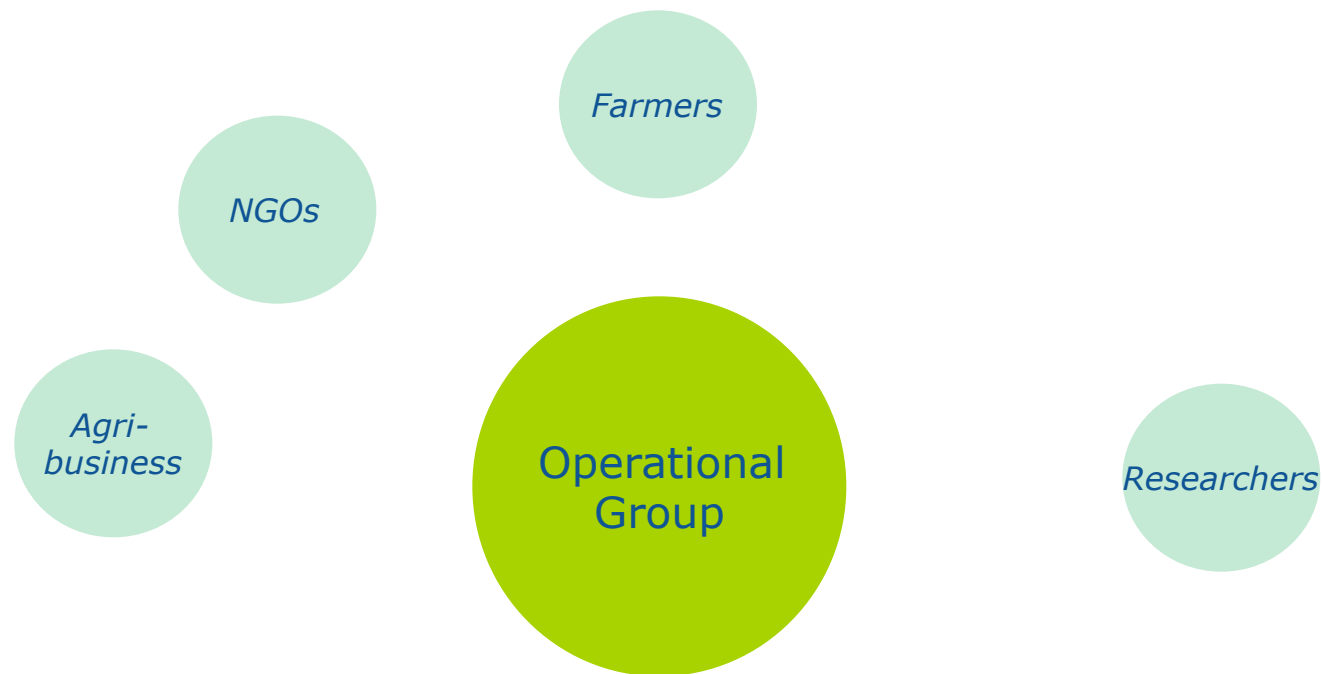 Farmers
NGOs
Agri-
business
Operational
Group
Researchers